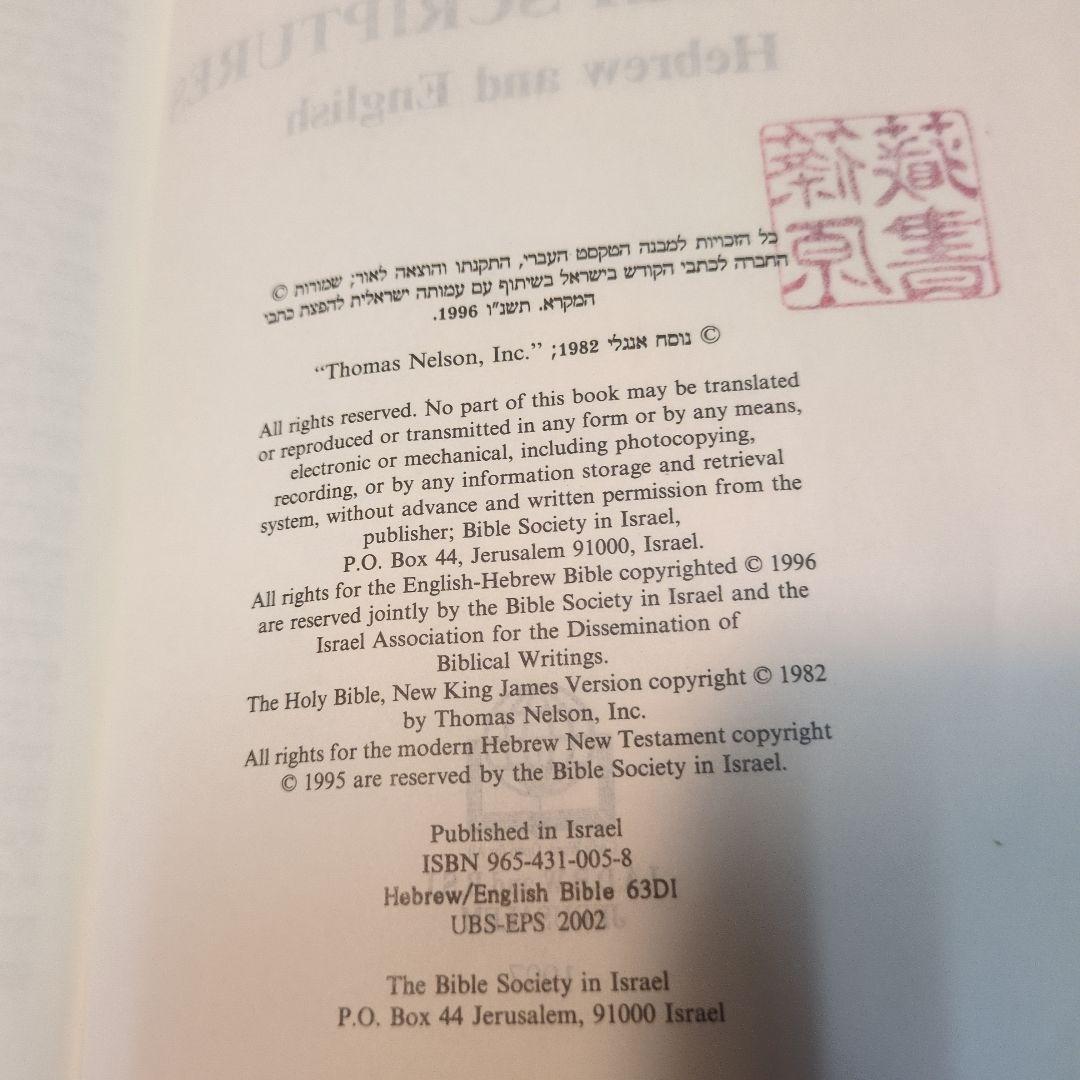 SCRIPTURES
Hebrew and English
藏書
כל הזכויות למבנה הטקסט העברי, התקנתו והוצאה לאור; שמורות ©
החברה לכתבי הקודש בישראל בשיתוף עם עמותה ישראלית להפצת כתבי
המקרא. תשנ״ו 1996.
© נוסח אנגלי 1982; “Thomas Nelson, Inc.”
All rights reserved. No part of this book may be translated
or reproduced or transmitted in any form or by any means,
electronic or mechanical, including photocopying,
recording, or by any information storage and retrieval
system, without advance and written permission from the
publisher; Bible Society in Israel,
P.O. Box 44, Jerusalem 91000, Israel.
All rights for the English-Hebrew Bible copyrighted © 1996
are reserved jointly by the Bible Society in Israel and the
Israel Association for the Dissemination of
Biblical Writings.
The Holy Bible, New King James Version copyright © 1982
by Thomas Nelson, Inc.
All rights for the modern Hebrew New Testament copyright
© 1995 are reserved by the Bible Society in Israel.
Published in Israel
ISBN 965-431-005-8
Hebrew/English Bible 63DI
UBS-EPS 2002
The Bible Society in Israel
P.O. Box 44 Jerusalem, 91000 Israel